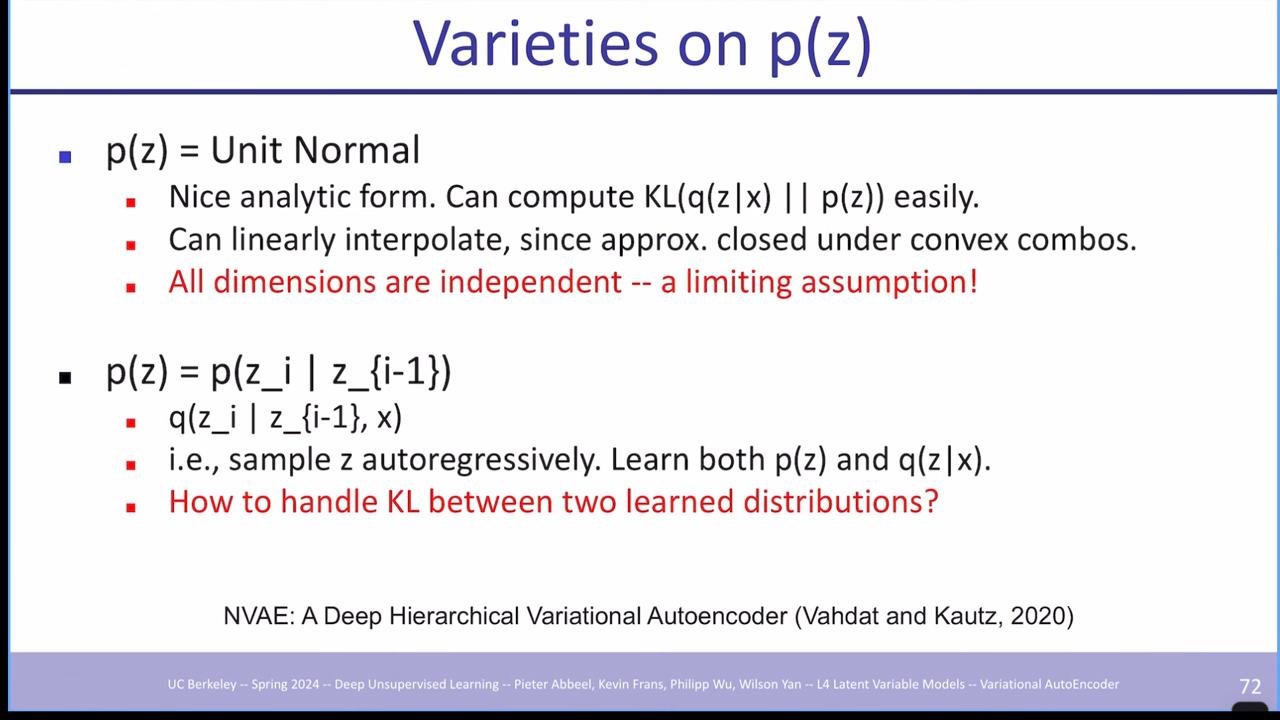 Varieties on p(z)
p(z) = Unit Normal
Nice analytic form. Can compute KL(q(z|x) || p(z)) easily.
Can linearly interpolate, since approx. closed under convex combos.
All dimensions are independent -- a limiting assumption!
p(z) = p(z_i | z_{i-1})
q(z_i | z_{i-1}, x)
i.e., sample z autoregressively. Learn both p(z) and q(z|x).
How to handle KL between two learned distributions?
NVAE: A Deep Hierarchical Variational Autoencoder (Vahdat and Kautz, 2020)
UC Berkeley -- Spring 2024 -- Deep Unsupervised Learning -- Pieter Abbeel, Kevin Frans, Philipp Wu, Wilson Yan -- L4 Latent Variable Models -- Variational AutoEncoder
72